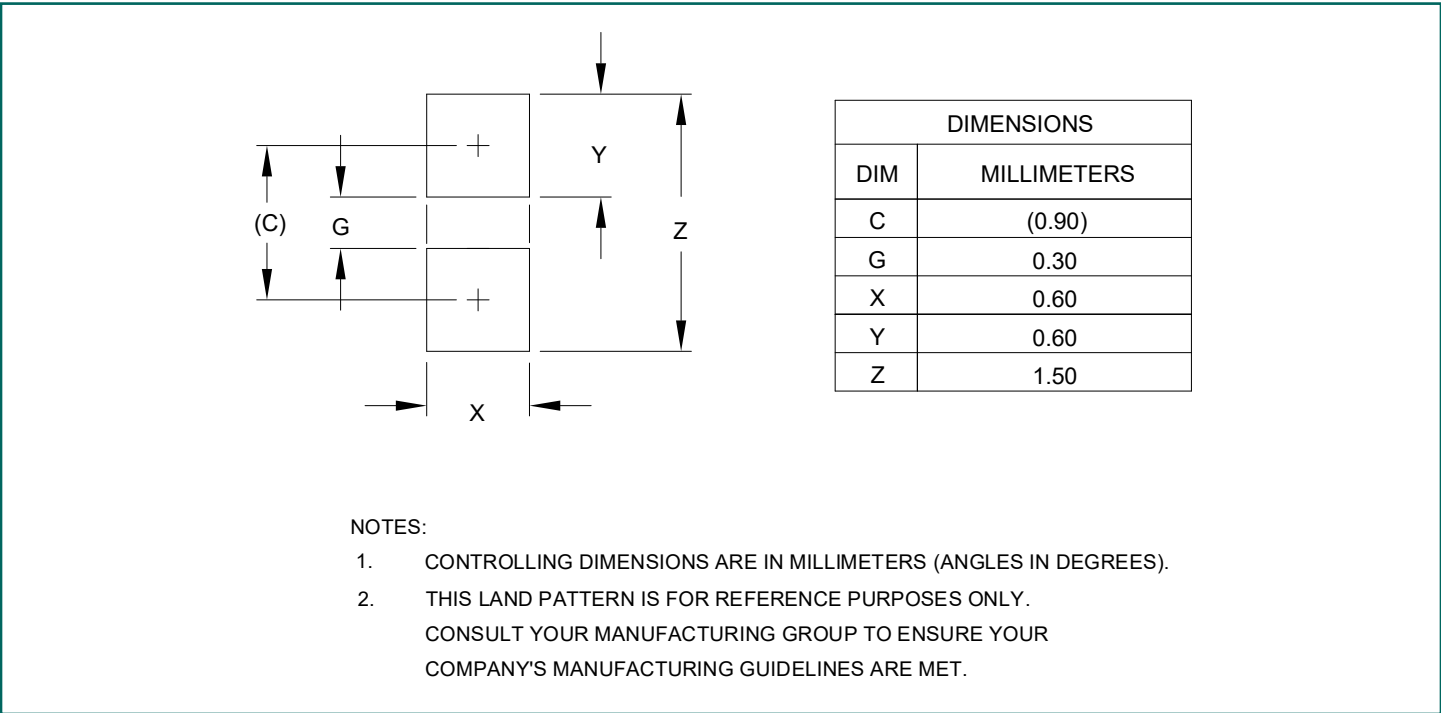 Y
(C)
G
Z
X
DIMENSIONS
DIM MILLIMETERS
C (0.90)
G 0.30
X 0.60
Y 0.60
Z 1.50
NOTES:
1. CONTROLLING DIMENSIONS ARE IN MILLIMETERS (ANGLES IN DEGREES).
2. THIS LAND PATTERN IS FOR REFERENCE PURPOSES ONLY.
CONSULT YOUR MANUFACTURING GROUP TO ENSURE YOUR
COMPANY'S MANUFACTURING GUIDELINES ARE MET.